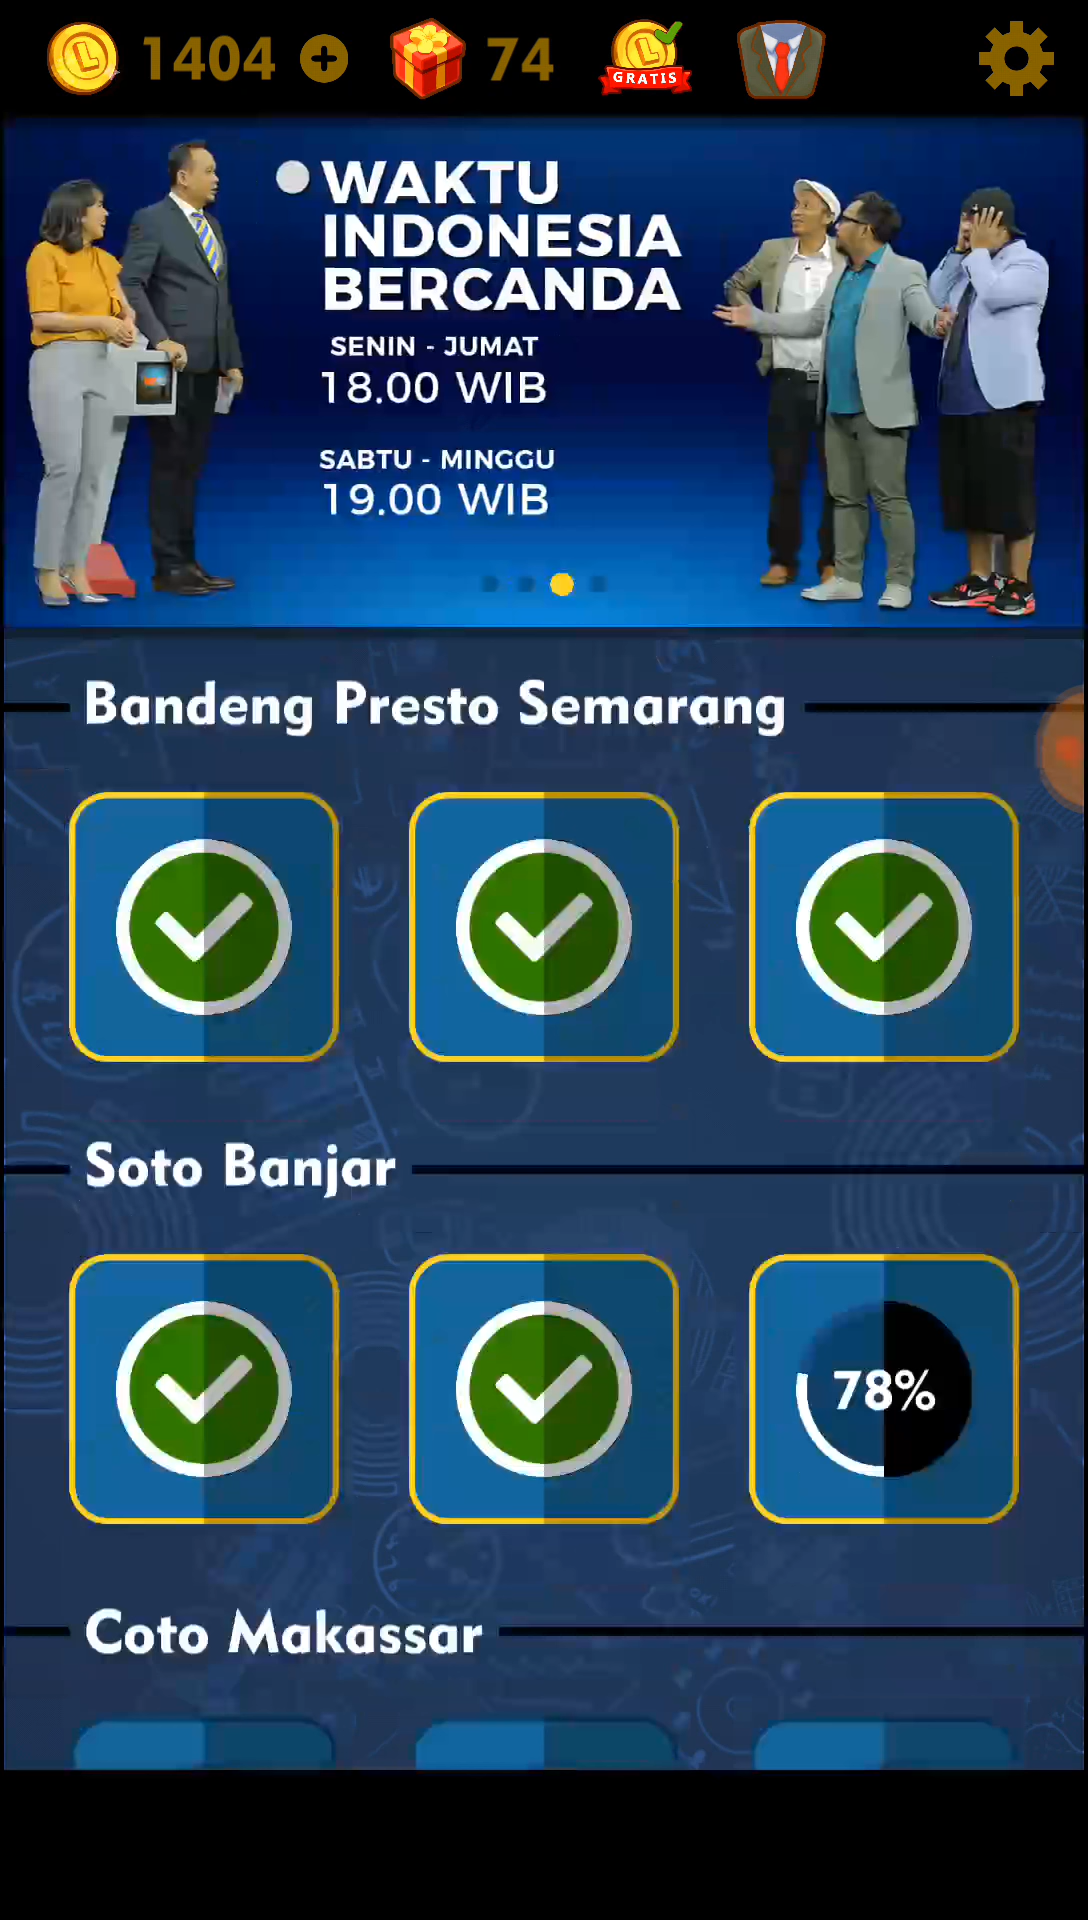 1404
74
GRATIS
WAKTU
INDONESIA
BERCANDA
SENIN - JUMAT
18.00 WIB
SABTU - MINGGU
19.00 WIB
Bandeng Presto Semarang
Soto Banjar
78%
Coto Makassar